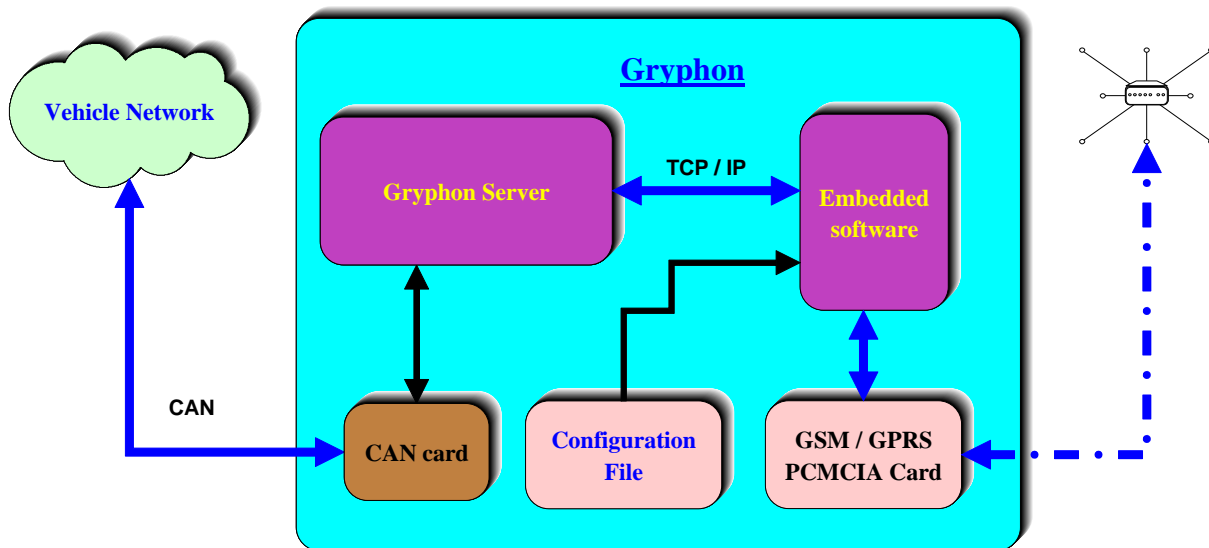 Gryphon
Vehicle Network
Gryphon Server
TCP / IP
Embedded
software
CAN
CAN card
Configuration
File
GSM / GPRS
PCMCIA Card